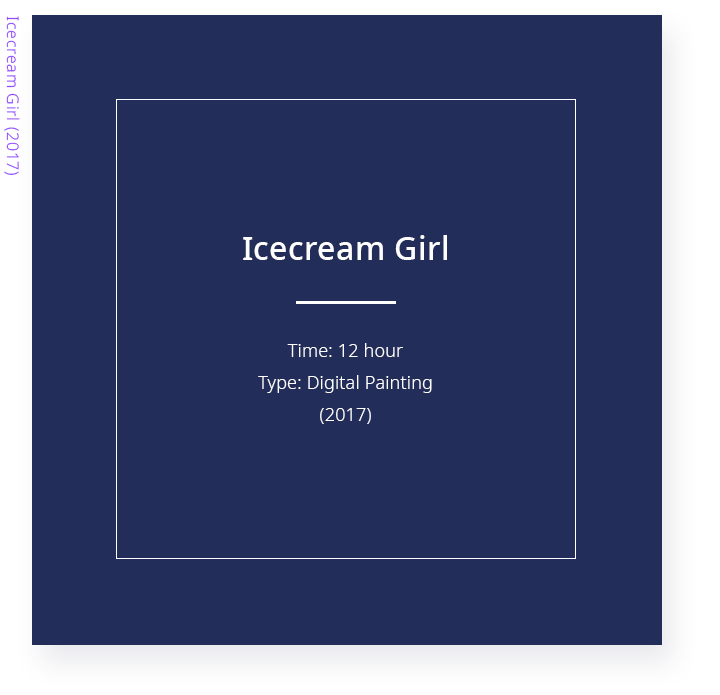 Icecream Girl (2017)
Icecream Girl
Time: 12 hour
Type: Digital Painting
(2017)